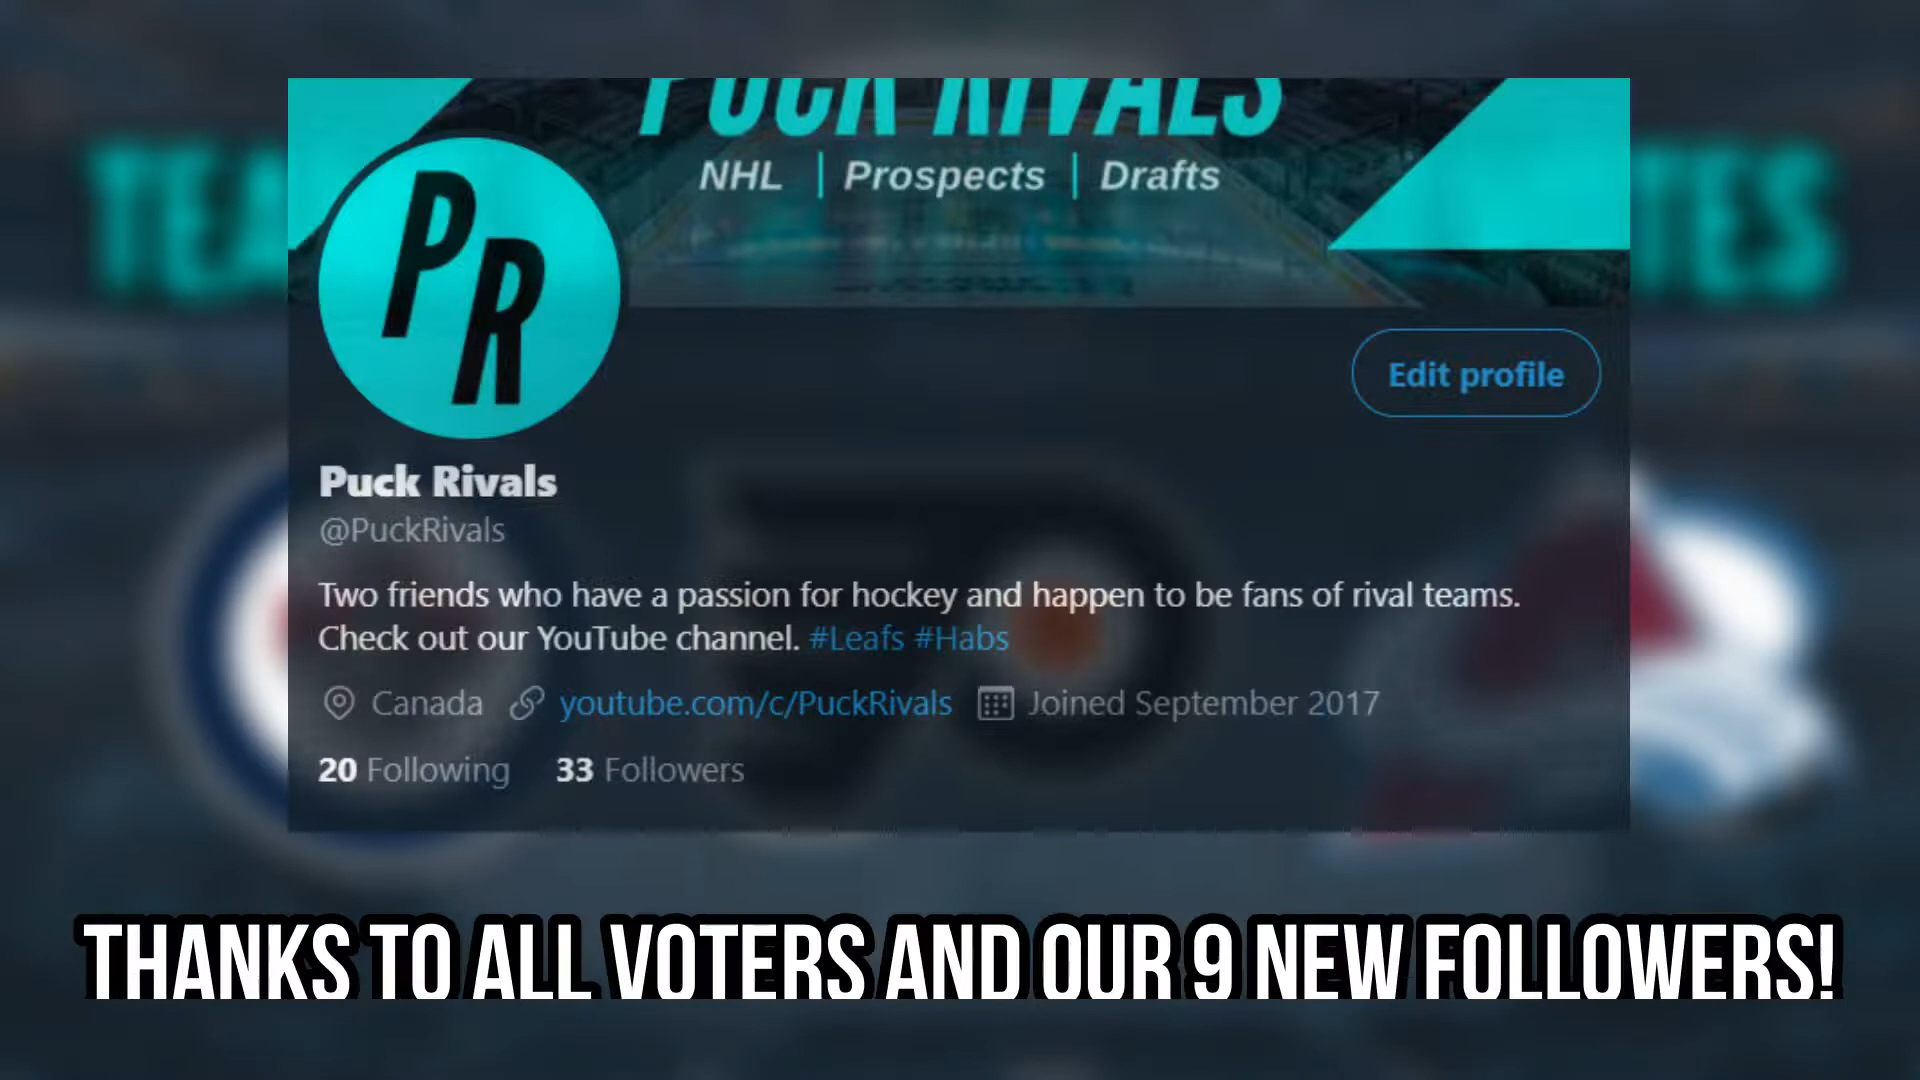 PUCK RIVALS
NHL | Prospects | Drafts
PR
Edit profile
Puck Rivals
@PuckRivals
Two friends who have a passion for hockey and happen to be fans of rival teams.
Check out our YouTube channel. #Leafs #Habs
Canada youtube.com/c/PuckRivals Joined September 2017
20 Following 33 Followers
THANKS TO ALL VOTERS AND OUR 9 NEW FOLLOWERS!